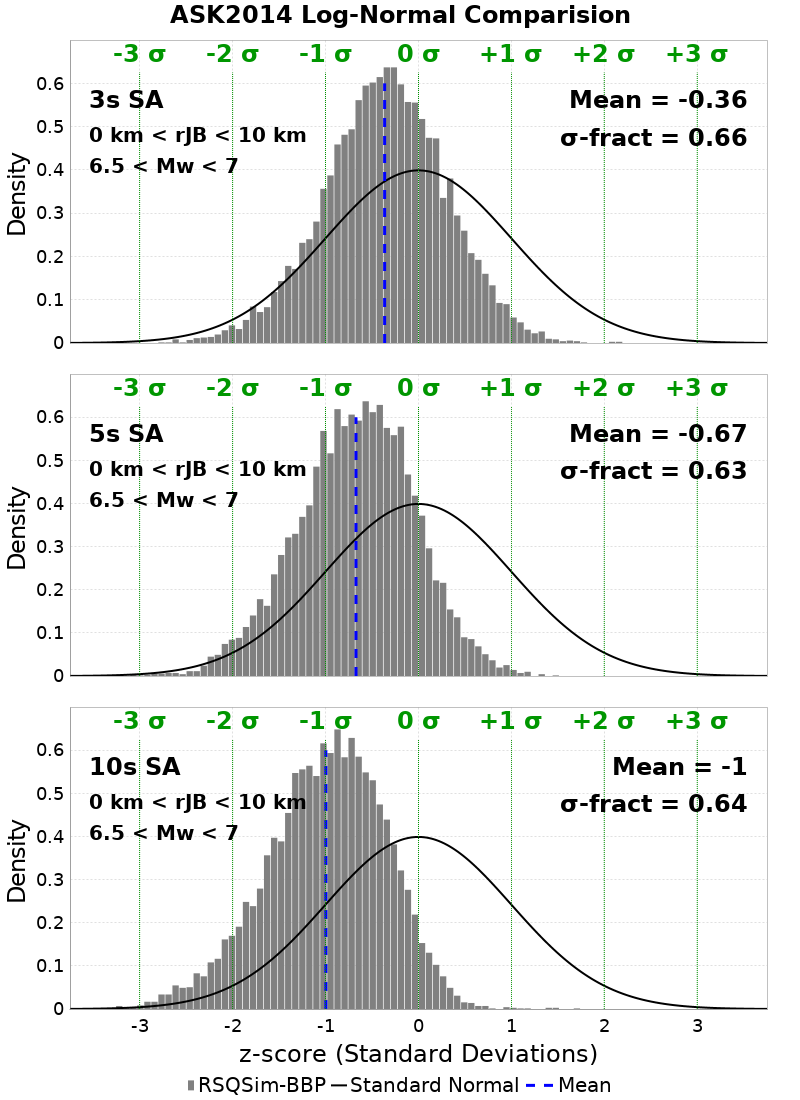 ASK2014 Log-Normal Comparision
-3 σ -2 σ -1 σ 0 σ +1 σ +2 σ +3 σ
3s SA
0 km < rJB < 10 km
6.5 < Mw < 7
Mean = -0.36
σ-fract = 0.66
0.6
0.5
0.4
0.3
0.2
0.1
0
Density
-3 σ -2 σ -1 σ 0 σ +1 σ +2 σ +3 σ
5s SA
0 km < rJB < 10 km
6.5 < Mw < 7
Mean = -0.67
σ-fract = 0.63
0.6
0.5
0.4
0.3
0.2
0.1
0
Density
-3 σ -2 σ -1 σ 0 σ +1 σ +2 σ +3 σ
10s SA
0 km < rJB < 10 km
6.5 < Mw < 7
Mean = -1
σ-fract = 0.64
0.6
0.5
0.4
0.3
0.2
0.1
0
Density
-3 -2 -1 0 1 2 3
z-score (Standard Deviations)
RSQSim-BBP Standard Normal Mean